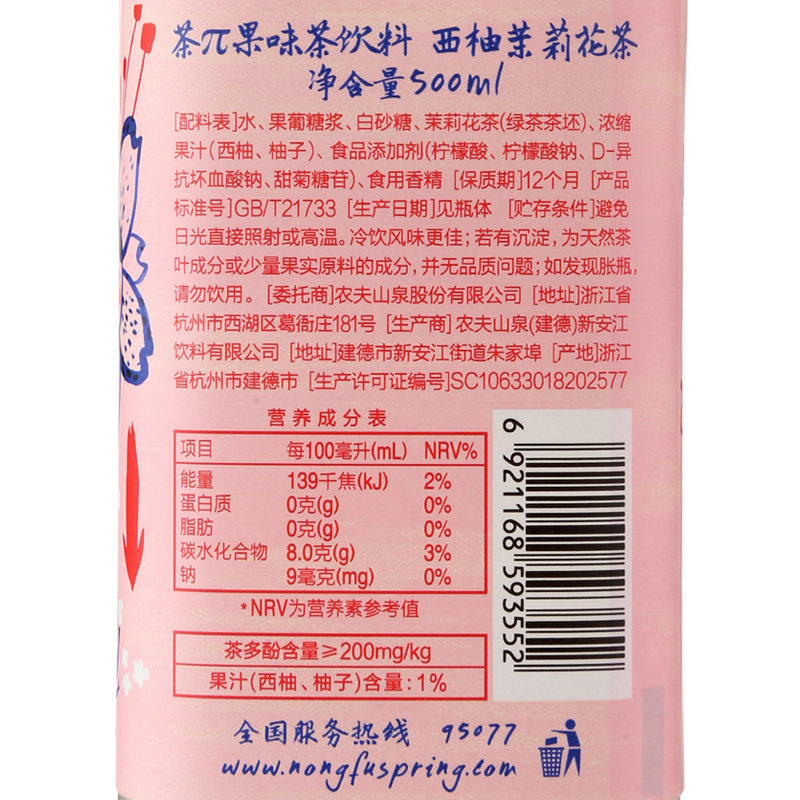 茶π果味茶饮料 西柚茉莉花茶
净含量500ml
[配料表]水、果葡糖浆、白砂糖、茉莉花茶(绿茶茶坯)、浓缩
果汁(西柚、柚子)、食品添加剂(柠檬酸、柠檬酸钠、D-异
抗坏血酸钠、甜菊糖苷)、食用香精 [保质期]12个月 [产品
标准号]GB/T21733 [生产日期]见瓶体 [贮存条件]避免
日光直接照射或高温。冷饮风味更佳;若有沉淀,为天然茶
叶成分或少量果实原料的成分,并无品质问题;如发现胀瓶,
请勿饮用。[委托商]农夫山泉股份有限公司 [地址]浙江省
杭州市西湖区葛衙庄181号 [生产商]农夫山泉(建德)新安江
饮料有限公司 [地址]建德市新安江街道朱家埠 [产地]浙江
省杭州市建德市 [生产许可证编号]SC10633018202577
营养成分表
项目 每100毫升(mL) NRV%
能量 139千焦(kJ) 2%
蛋白质 0克(g) 0%
脂肪 0克(g) 0%
碳水化合物 8.0克(g) 3%
钠 9毫克(mg) 0%
*NRV为营养素参考值
茶多酚含量≥200mg/kg
果汁(西柚、柚子)含量:1%
6 921168 593552
全国服务热线 95077
www.nongfuspring.com